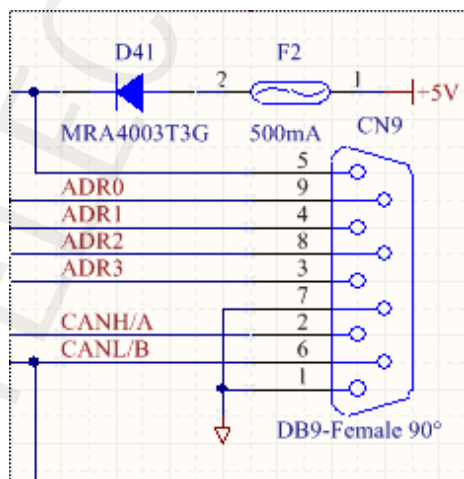 D41 F2
2 1 +5V
MRA4003T3G 500mA CN9
5
ADR0 9
ADR1 4
ADR2 8
ADR3 3
7
CANH/A 2
CANL/B 6
1
DB9-Female 90°